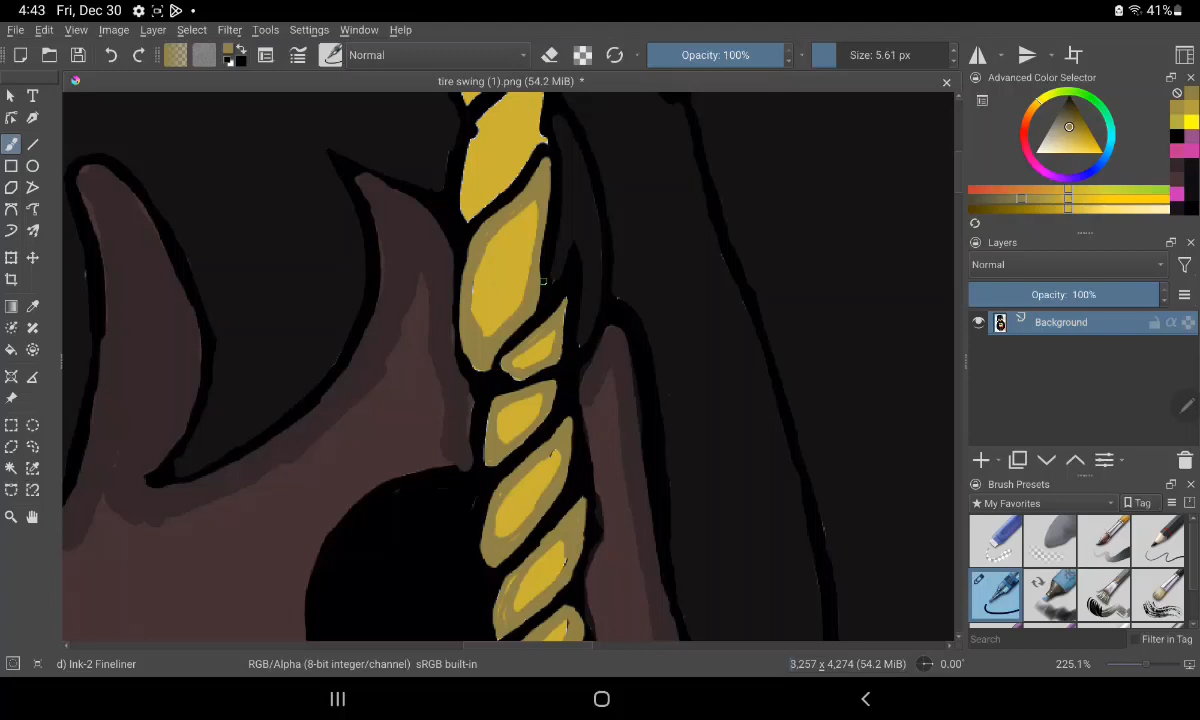 4:43 Fri, Dec 30 41%
File Edit View Image Layer Select Filter Tools Settings Window Help
Normal Opacity: 100% Size: 5.61 px
tire swing (1).png (54.2 MiB) *
Advanced Color Selector
Layers
Normal
Opacity: 100%
Background
Brush Presets
My Favorites Tag
Search Filter in Tag
d) Ink-2 Fineliner RGB/Alpha (8-bit integer/channel) sRGB built-in 3,257 x 4,274 (54.2 MiB) 0.00° 225.1%